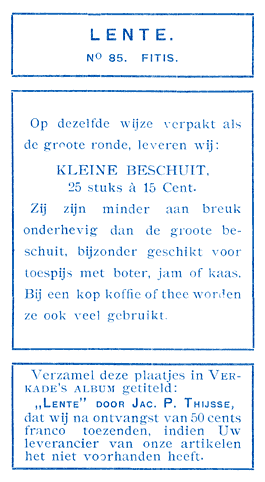 LENTE.
No 85. FITIS.
Op dezelfde wijze verpakt als
de groote ronde, leveren wij:
KLEINE BESCHUIT.
25 stuks à 15 Cent.
Zij zijn minder aan breuk
onderhevig dan de groote be-
schuit, bijzonder geschikt voor
toespijs met boter, jam of kaas.
Bij een kop koffie of thee worden
ze ook veel gebruikt.
Verzamel deze plaatjes in VER-
KADE'S ALBUM getiteld:
„LENTE" DOOR JAC. P. THIJSSE,
dat wij na ontvangst van 50 cents
franco toezenden, indien Uw
leverancier van onze artikelen
het niet voorhanden heeft.